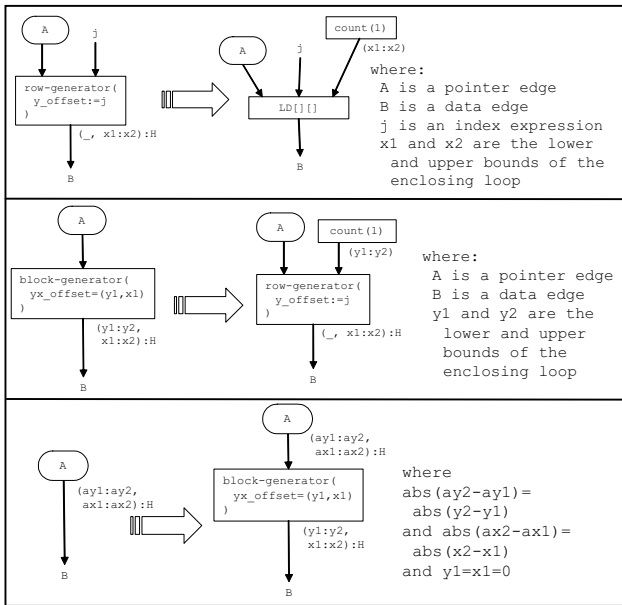 A
j
row-generator(
y_offset:=j
)
(_, x1:x2):H
B
A
j
count(1)
(x1:x2)
LD[][]
B
where:
A is a pointer edge
B is a data edge
j is an index expression
x1 and x2 are the lower
and upper bounds of the
enclosing loop
A
block-generator(
yx_offset=(y1,x1)
)
(y1:y2,
x1:x2):H
B
A
count(1)
(y1:y2)
row-generator(
y_offset:=j
)
(_, x1:x2):H
B
where:
A is a pointer edge
B is a data edge
y1 and y2 are the
lower and upper
bounds of the
enclosing loop
A
(ay1:ay2,
ax1:ax2):H
B
A
(ay1:ay2,
ax1:ax2):H
block-generator(
yx_offset=(y1,x1)
)
(y1:y2,
x1:x2):H
B
where
abs(ay2-ay1)=
abs(y2-y1)
and abs(ax2-ax1)=
abs(x2-x1)
and y1=x1=0